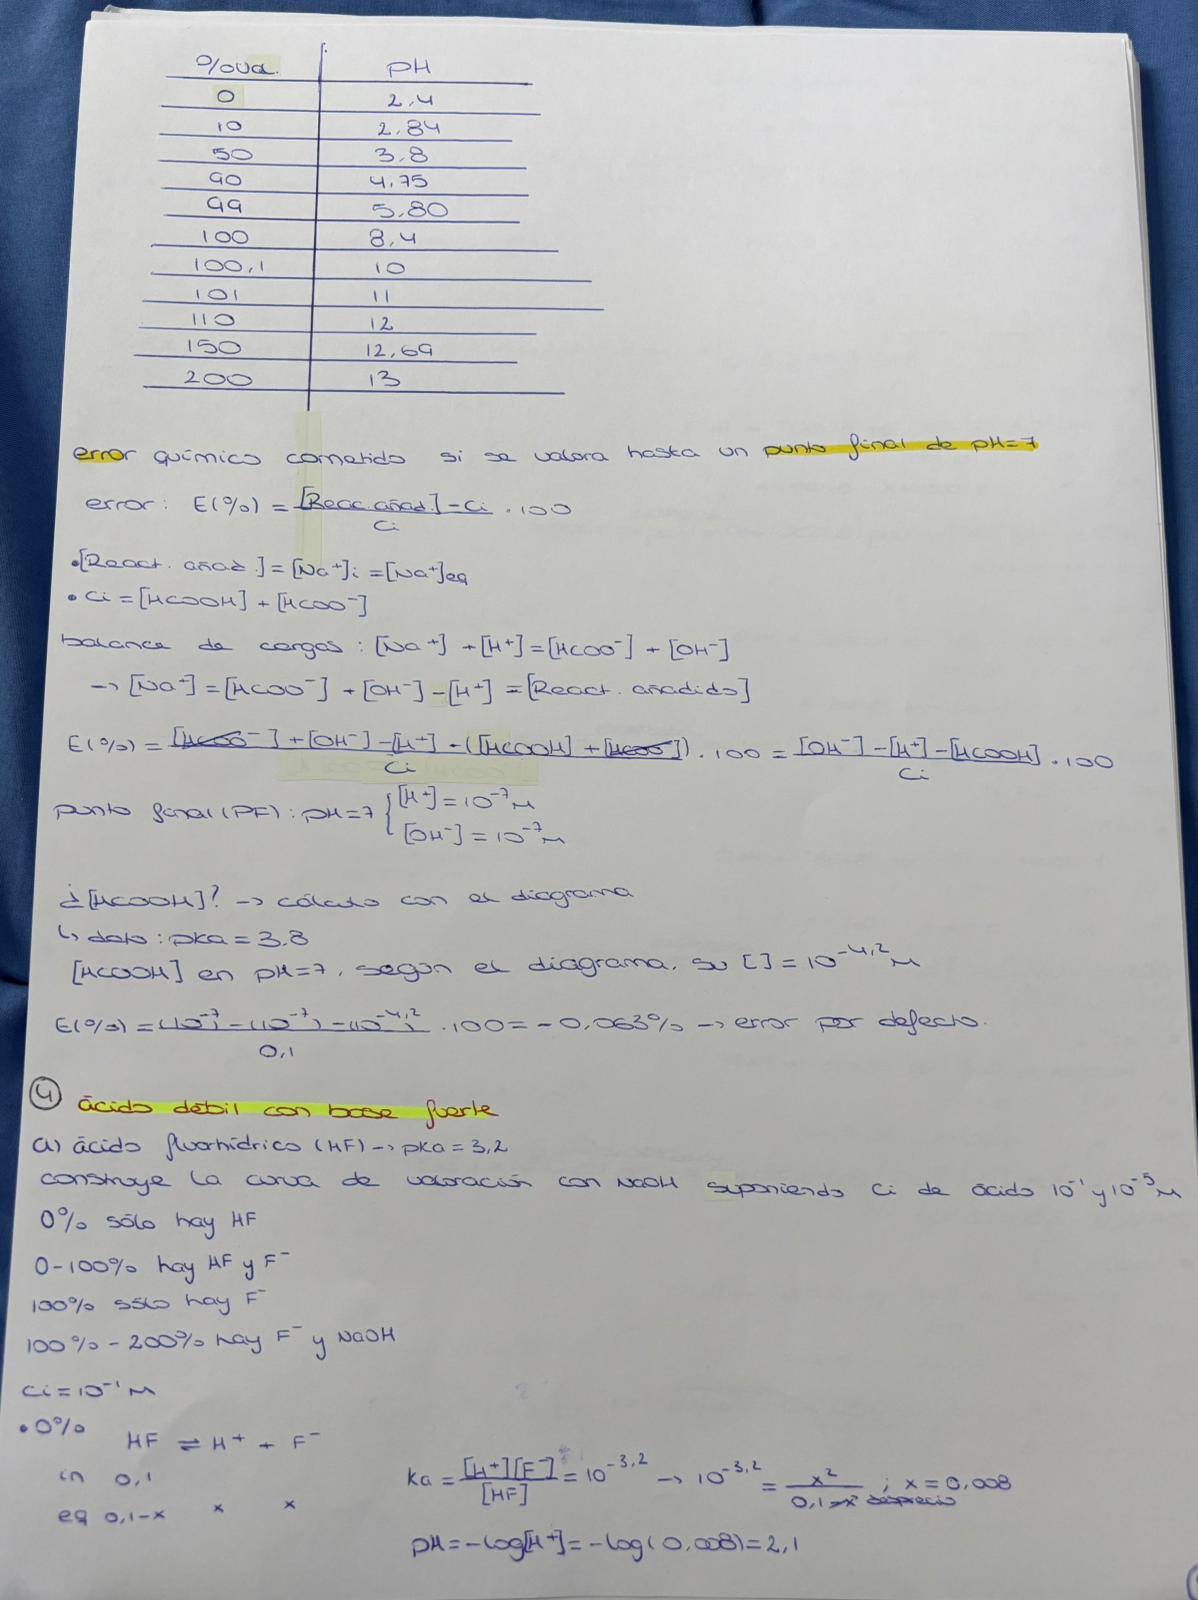 %val. pH
0 2,4
10 2,84
50 3,8
90 4,75
99 5,80
100 8,4
100,1 10
101 11
110 12
150 12,69
200 13
error químico cometido si se valora hasta un punto final de pH=7
error: E(%) = ([Reac. añad.] - Ci) / Ci · 100
• [React. añad.] = [Na⁺]i = [Na⁺]eq
• Ci = [HCOOH] + [HCOO⁻]
balance de cargas: [Na⁺] + [H⁺] = [HCOO⁻] + [OH⁻]
→ [Na⁺] = [HCOO⁻] + [OH⁻] - [H⁺] = [React. añadido]
E(%) = ([HCOO⁻] + [OH⁻] - [H⁺] - ([HCOOH] + [HCOO⁻])) / Ci · 100 = ([OH⁻] - [H⁺] - [HCOOH]) / Ci · 100
punto final (PF): pH=7 { [H⁺] = 10⁻⁷ M
[OH⁻] = 10⁻⁷ M
¿[HCOOH]? → cálculo con el diagrama
↳ dato: pka = 3,8
[HCOOH] en pH=7, según el diagrama, su [ ] = 10⁻⁴,² M
E(%) = ((10⁻⁷) - (10⁻⁷) - (10⁻⁴,²)) / 0,1 · 100 = -0,063% → error por defecto.
④ ácido débil con base fuerte
a) ácido fluorhídrico (HF) → pka = 3,2
construye la curva de valoración con NaOH suponiendo Ci de ácido 10⁻¹ y 10⁻⁵ M
0% sólo hay HF
0-100% hay HF y F⁻
100% sólo hay F⁻
100% - 200% hay F⁻ y NaOH
Ci = 10⁻¹ M
• 0% HF ⇌ H⁺ + F⁻
in 0,1
eq 0,1-x x x
ka = [H⁺][F⁻] / [HF] = 10⁻³,² → 10⁻³,² = x² / (0,1-x) desprecio ; x = 0,008
pH = -log[H⁺] = -log(0,008) = 2,1